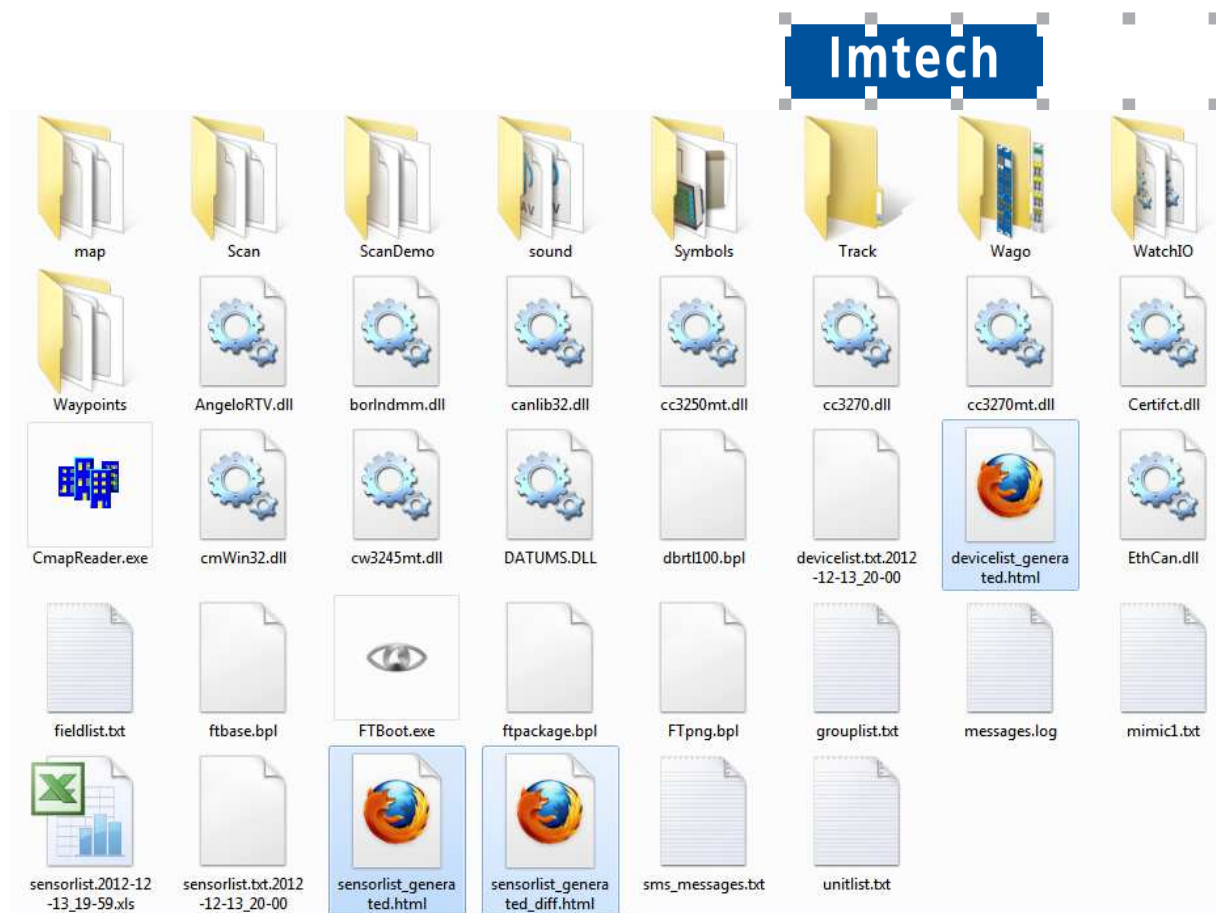 Imtech
map
Scan
ScanDemo
sound
Symbols
Track
Wago
WatchIO
Waypoints
AngeloRTV.dll
borlndmm.dll
canlib32.dll
cc3250mt.dll
cc3270.dll
cc3270mt.dll
Certifct.dll
CmapReader.exe
cmWin32.dll
cw3245mt.dll
DATUMS.DLL
dbrtl100.bpl
devicelist.txt.2012
-12-13_20-00
devicelist_genera
ted.html
EthCan.dll
fieldlist.txt
ftbase.bpl
FTBoot.exe
ftpackage.bpl
FTpng.bpl
grouplist.txt
messages.log
mimic1.txt
sensorlist.2012-12
-13_19-59.xls
sensorlist.txt.2012
-12-13_20-00
sensorlist_genera
ted.html
sensorlist_genera
ted_diff.html
sms_messages.txt
unitlist.txt